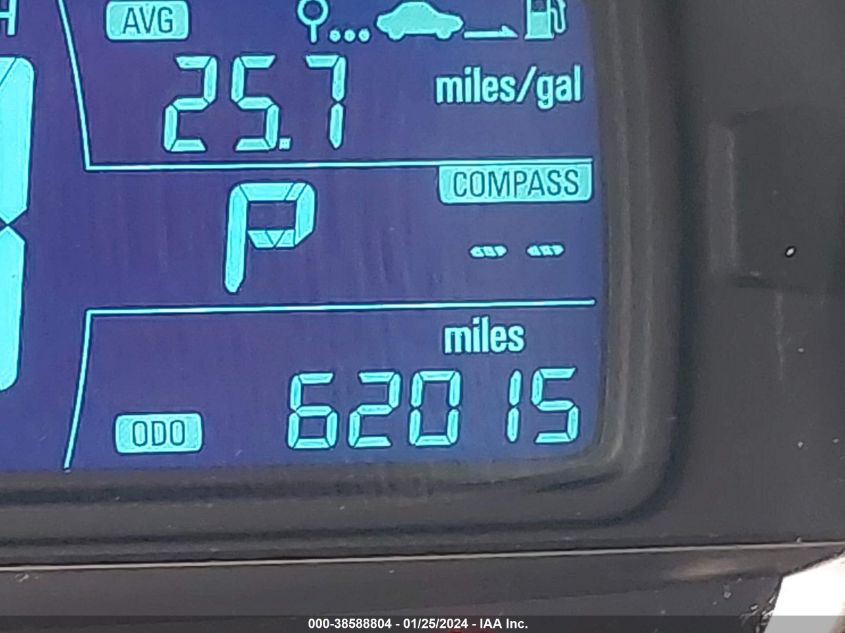 AVG
25.7 miles/gal
COMPASS
P -- --
miles
ODO 62015
000-38588804 - 01/25/2024 - IAA Inc.